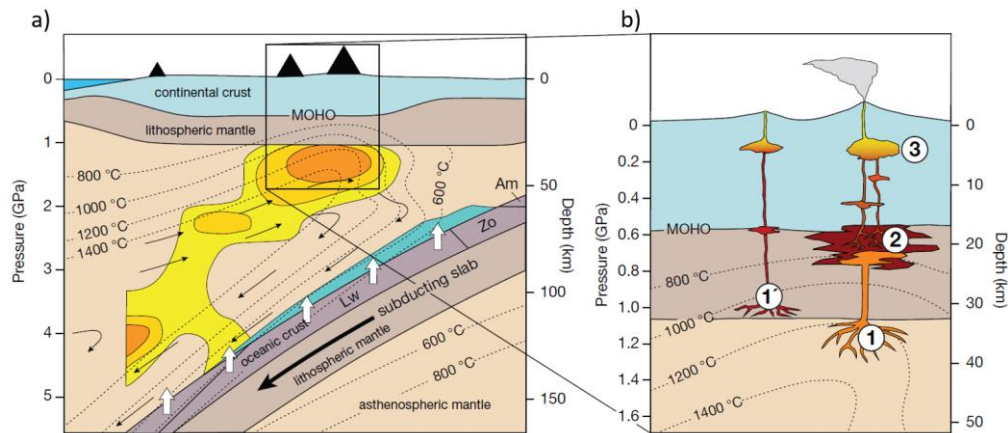 a)
0
1
2
3
4
5
Pressure (GPa)
continental crust
MOHO
lithospheric mantle
800 °C
1000 °C
1200 °C
1400 °C
600 °C
Am
Zo
Lw
subducting slab
oceanic crust
lithospheric mantle
600 °C
800 °C
asthenospheric mantle
0
50
100
150
Depth (km)
b)
0
0.2
0.4
0.6
0.8
1.0
1.2
1.4
1.6
Pressure (GPa)
MOHO
3
2
1´
1
800 °C
1000 °C
1200 °C
1400 °C
0
10
20
30
40
50
Depth (km)